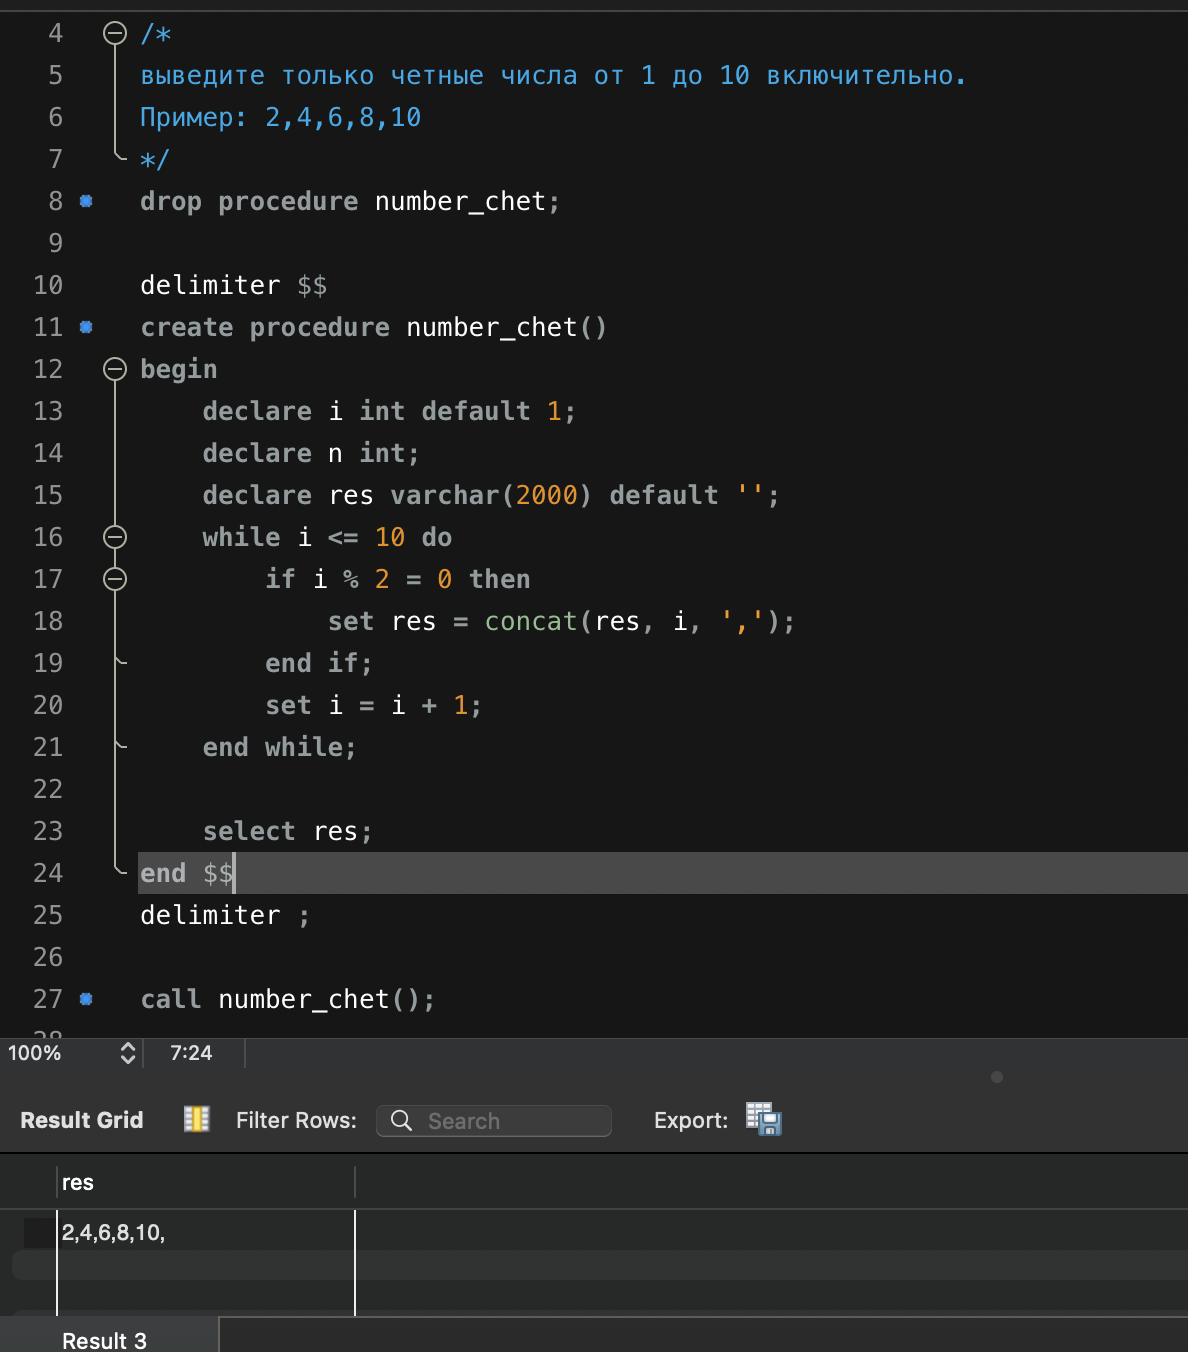 4 /*
5 выведите только четные числа от 1 до 10 включительно.
6 Пример: 2,4,6,8,10
7 */
8 drop procedure number_chet;
9
10 delimiter $$
11 create procedure number_chet()
12 begin
13 declare i int default 1;
14 declare n int;
15 declare res varchar(2000) default '';
16 while i <= 10 do
17 if i % 2 = 0 then
18 set res = concat(res, i, ',');
19 end if;
20 set i = i + 1;
21 end while;
22
23 select res;
24 end $$
25 delimiter ;
26
27 call number_chet();
28
100% 7:24
Result Grid Filter Rows: Search Export:
res
2,4,6,8,10,
Result 3